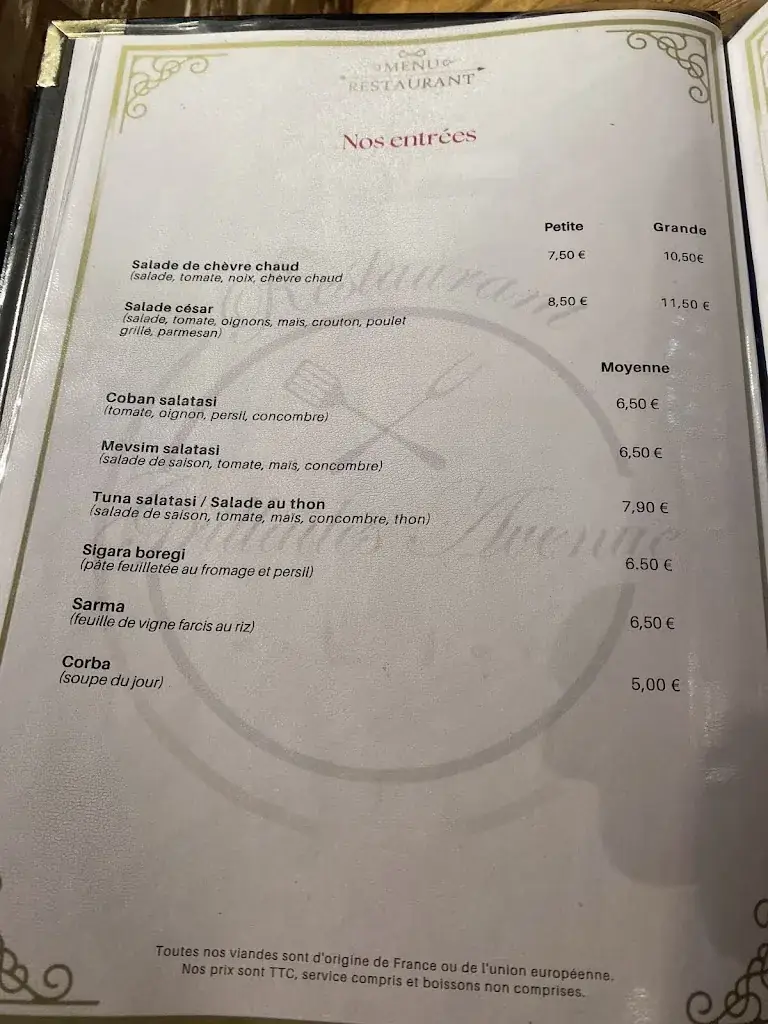 MENU
RESTAURANT
Nos entrées
Petite Grande
Salade de chèvre chaud 7,50 € 10,50€
(salade, tomate, noix, chèvre chaud
Salade césar 8,50 € 11,50 €
(salade, tomate, oignons, maïs, crouton, poulet
grillé, parmesan)
Moyenne
Coban salatasi 6,50 €
(tomate, oignon, persil, concombre)
Mevsim salatasi 6,50 €
(salade de saison, tomate, maïs, concombre)
Tuna salatasi / Salade au thon 7,90 €
(salade de saison, tomate, maïs, concombre, thon)
Sigara boregi 6.50 €
(pâte feuilletée au fromage et persil)
Sarma 6,50 €
(feuille de vigne farcis au riz)
Corba 5,00 €
(soupe du jour)
Restaurant
Avenue
Toutes nos viandes sont d'origine de France ou de l'union européenne.
Nos prix sont TTC, service compris et boissons non comprises.